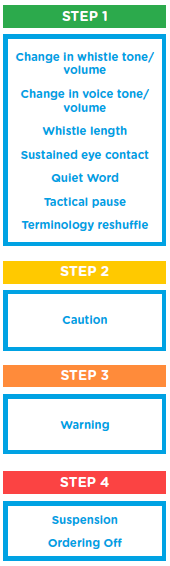 STEP 1
Change in whistle tone/
volume
Change in voice tone/
volume
Whistle length
Sustained eye contact
Quiet Word
Tactical pause
Terminology reshuffle
STEP 2
Caution
STEP 3
Warning
STEP 4
Suspension
Ordering Off